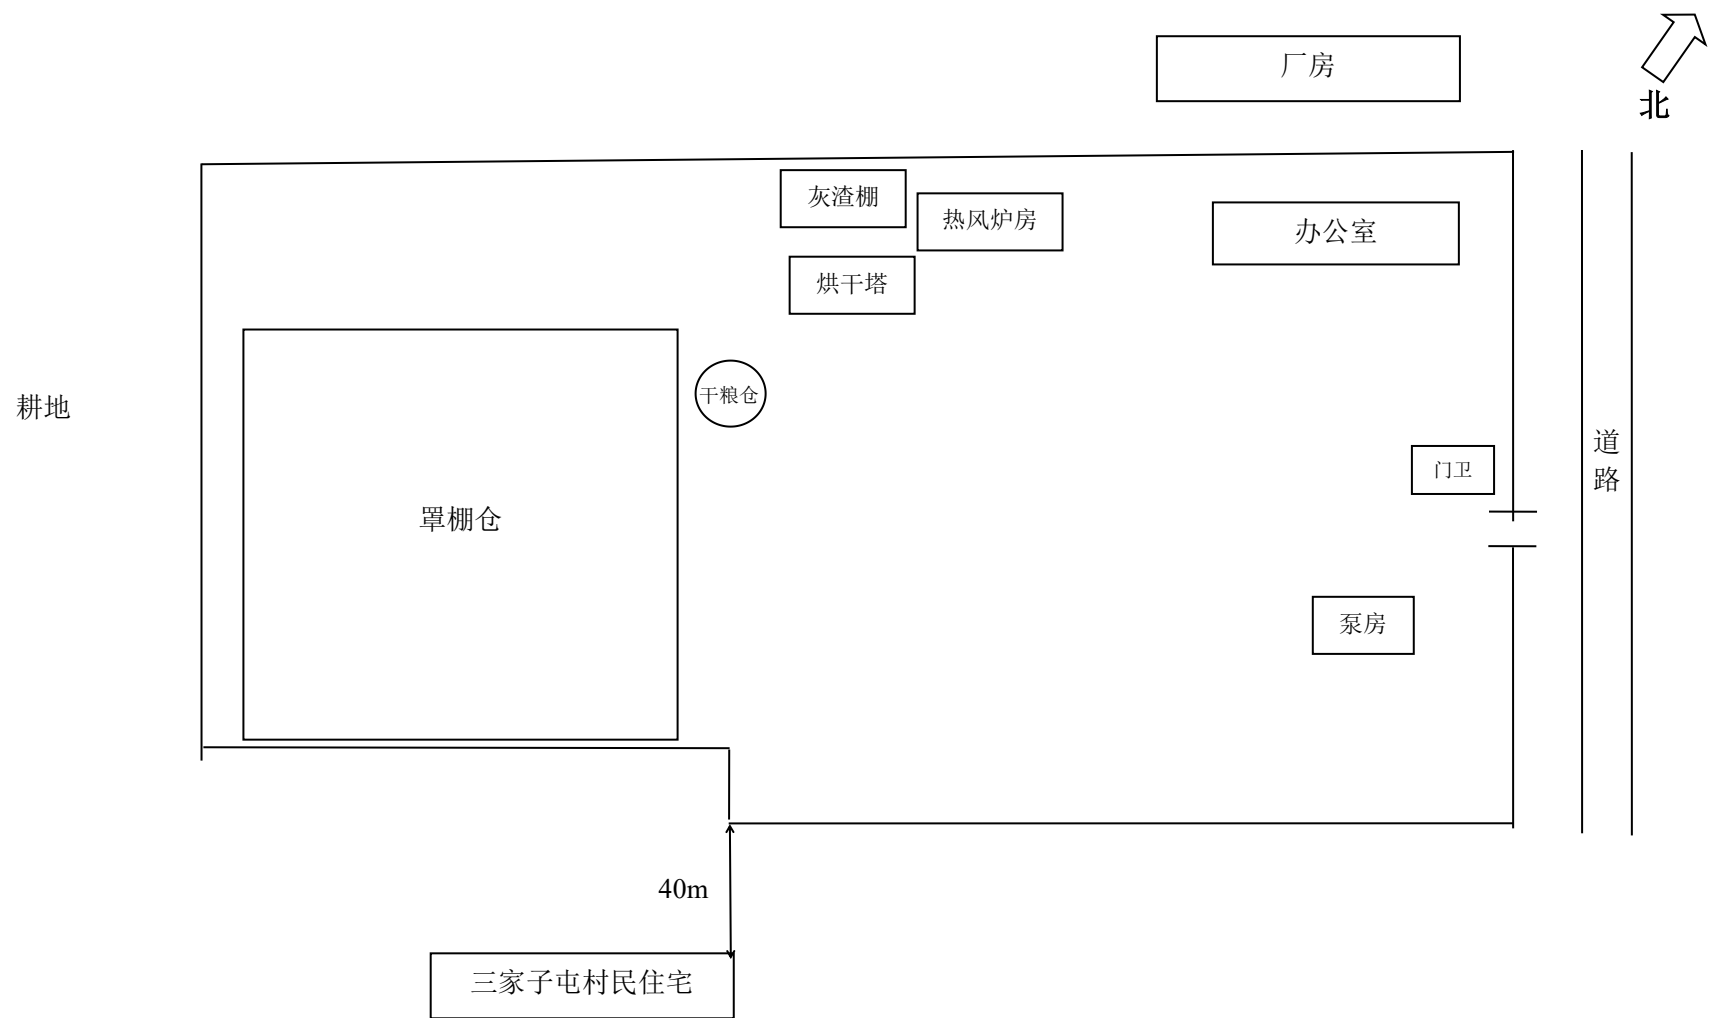 厂房
北
灰渣棚
热风炉房
办公室
烘干塔
干粮仓
耕地
道
路
门卫
罩棚仓
泵房
40m
三家子屯村民住宅